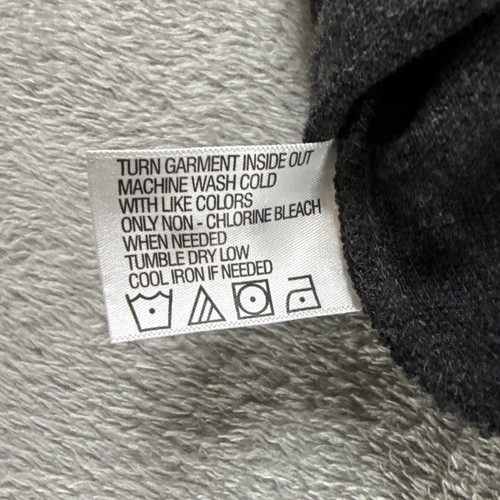 TURN GARMENT INSIDE OUT
MACHINE WASH COLD
WITH LIKE COLORS
ONLY NON - CHLORINE BLEACH
WHEN NEEDED
TUMBLE DRY LOW
COOL IRON IF NEEDED